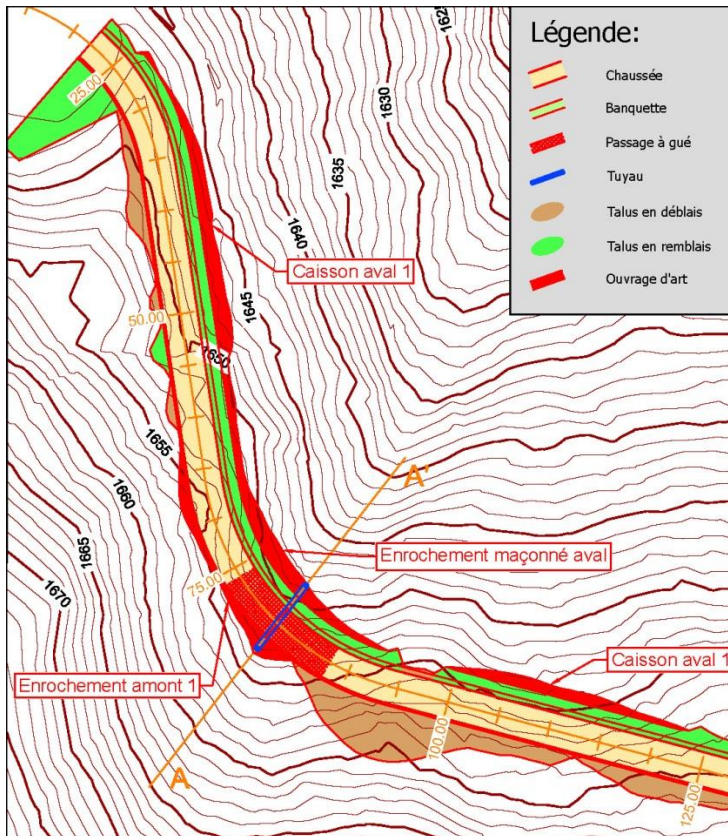 Légende:
Chaussée
Banquette
Passage à gué
Tuyau
Talus en déblais
Talus en remblais
Ouvrage d'art
25.00
1630
1635
1640
Caisson aval 1
1645
50.00
1650
1655
A'
1660
1665
Enrochement maçonné aval
75.00
1670
Caisson aval 1
Enrochement amont 1
100.00
A
125.00